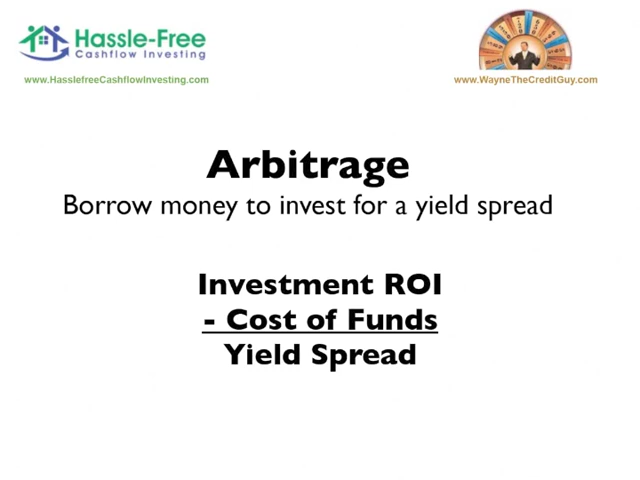 Hassle-Free
Cashflow Investing
www.HasslefreeCashflowInvesting.com
www.WayneTheCreditGuy.com
Arbitrage
Borrow money to invest for a yield spread
Investment ROI
- Cost of Funds
Yield Spread